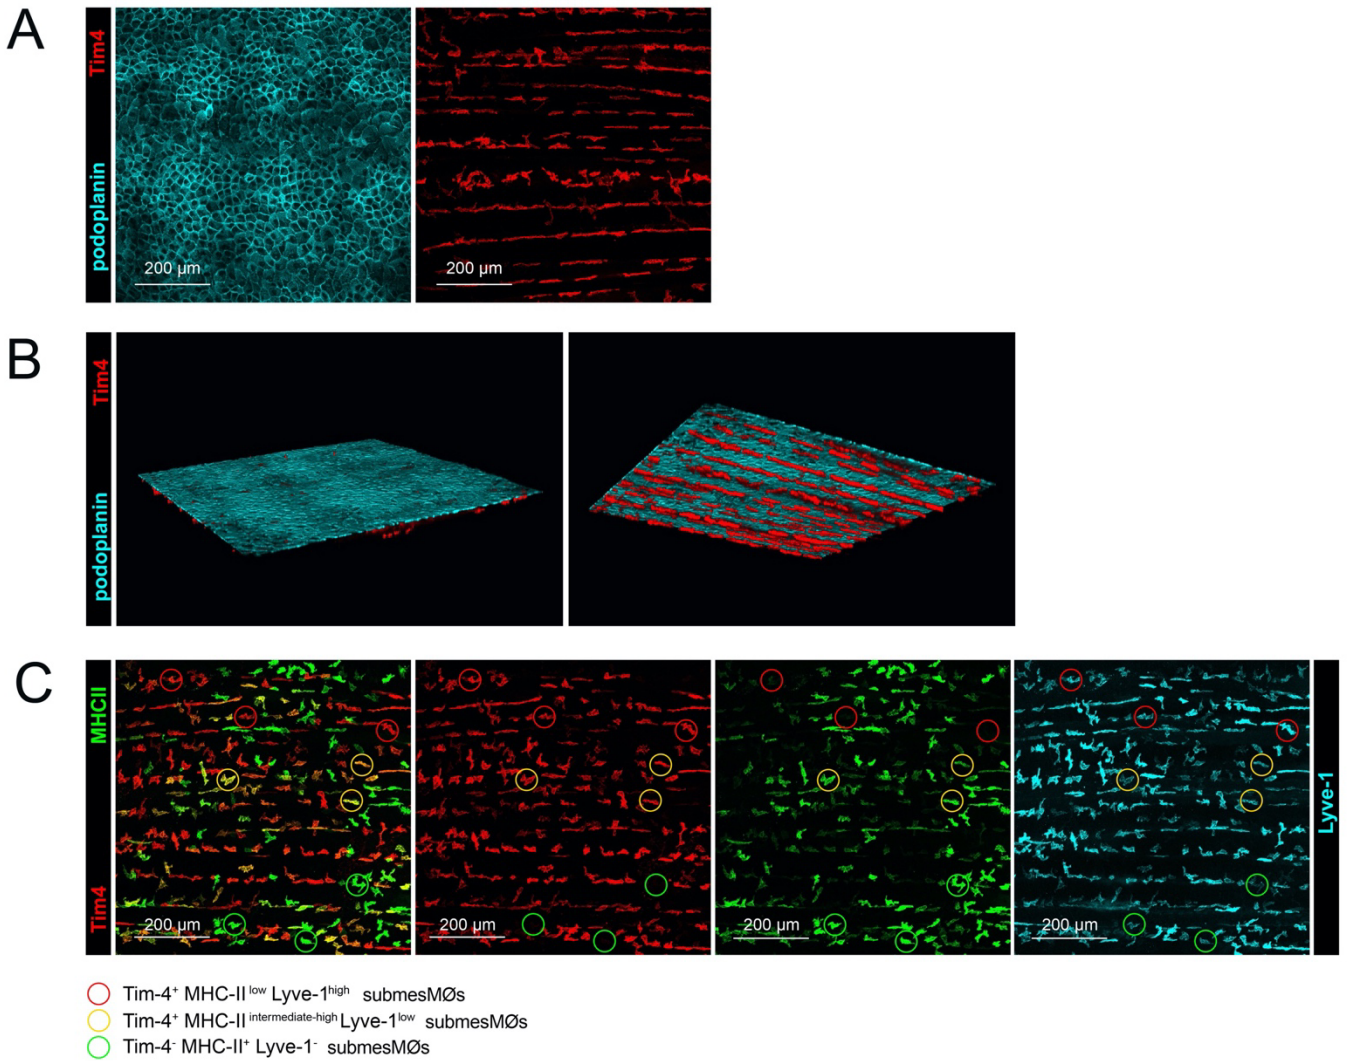 A
Tim4
podoplanin
200 µm
200 µm
B
Tim4
podoplanin
C
MHCII
Tim4
200 µm
200 µm
200 µm
200 µm
Lyve-1
Tim-4⁺ MHC-II ˡᵒʷ Lyve-1ʰⁱᵍʰ submesMØs
Tim-4⁺ MHC-II ⁱⁿᵗᵉʳᵐᵉᵈⁱᵃᵗᵉ⁻ʰⁱᵍʰ Lyve-1ˡᵒʷ submesMØs
Tim-4⁻ MHC-II⁺ Lyve-1⁻ submesMØs